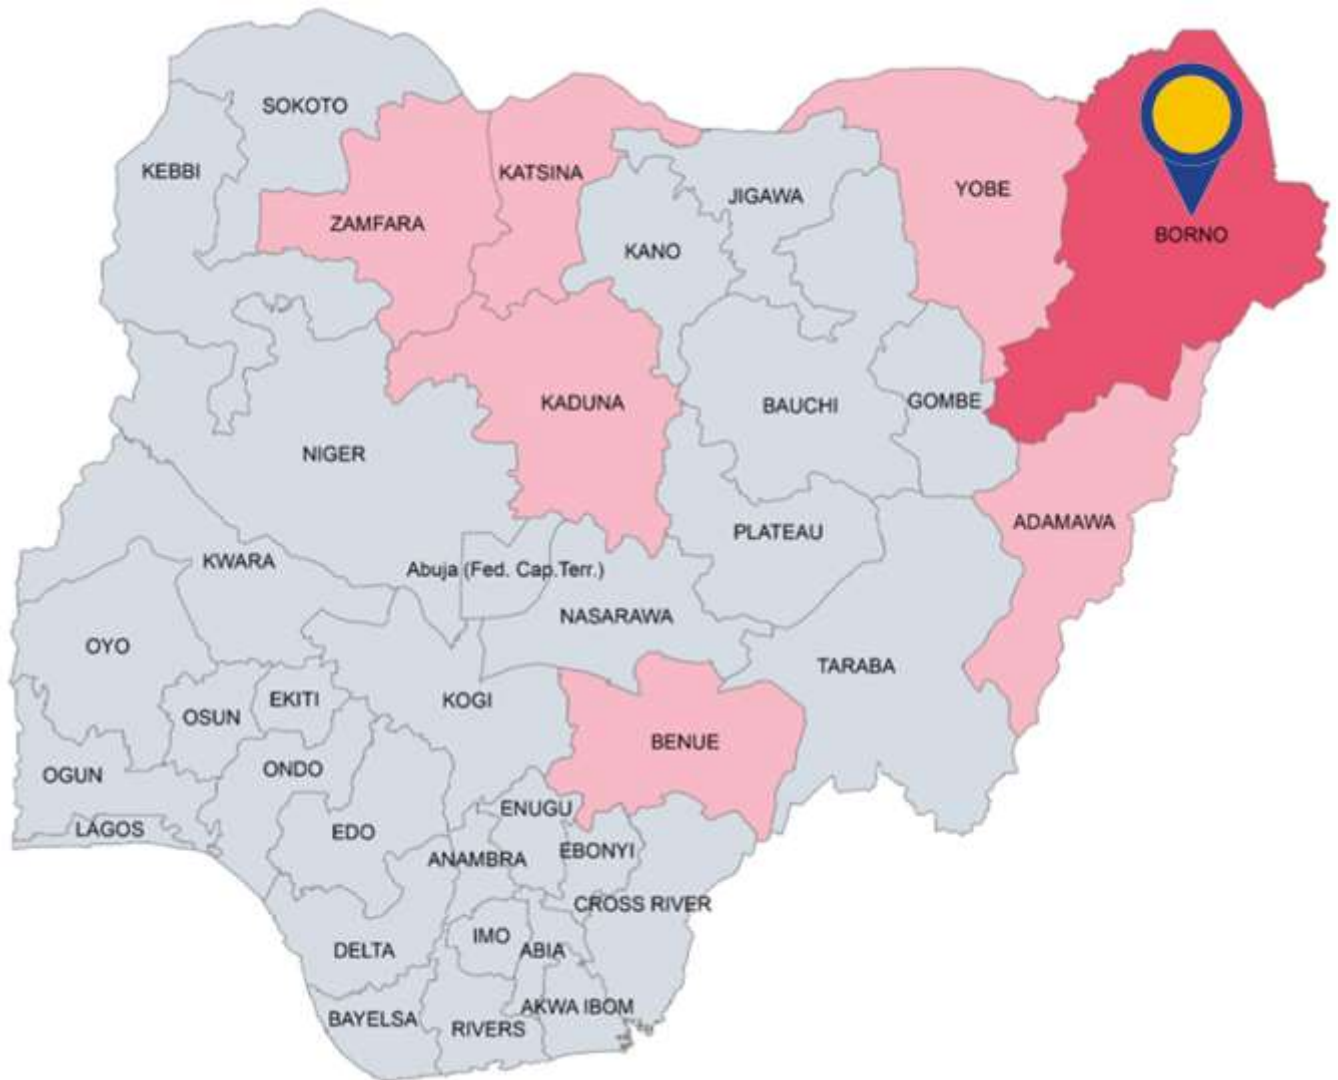 SOKOTO
KEBBI
KATSINA
ZAMFARA
JIGAWA
YOBE
BORNO
KANO
KADUNA
BAUCHI
GOMBE
NIGER
ADAMAWA
PLATEAU
KWARA
Abuja (Fed. Cap.Terr.)
NASARAWA
OYO
TARABA
EKITI
KOGI
OSUN
BENUE
OGUN
ONDO
ENUGU
LAGOS
EDO
ANAMBRA
EBONYI
CROSS RIVER
DELTA
IMO
ABIA
AKWA IBOM
BAYELSA
RIVERS